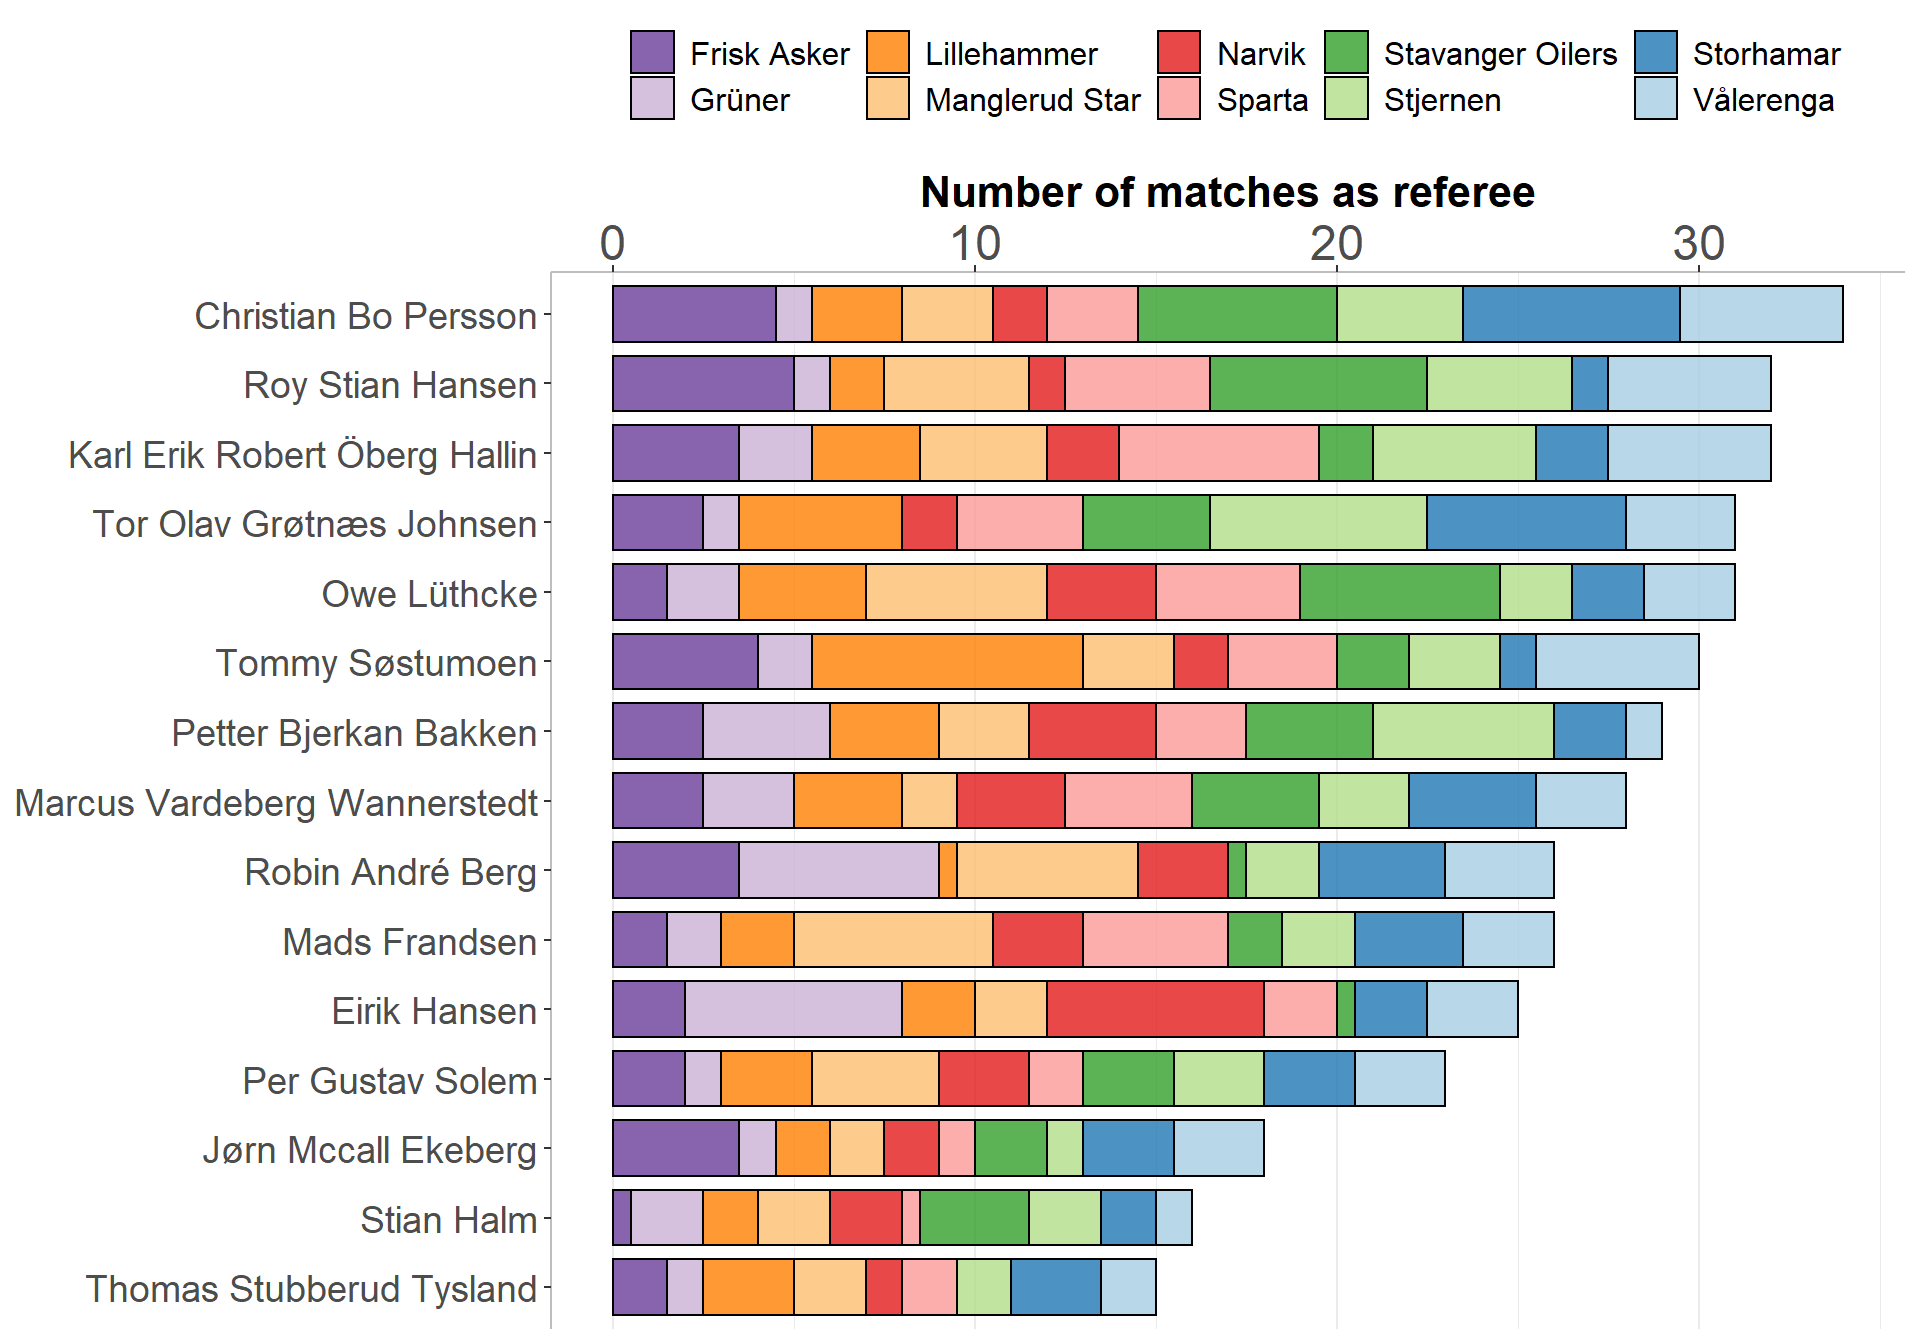 Frisk Asker Lillehammer Narvik Stavanger Oilers Storhamar
Grüner Manglerud Star Sparta Stjernen Vålerenga
Number of matches as referee
0 10 20 30
Christian Bo Persson
Roy Stian Hansen
Karl Erik Robert Öberg Hallin
Tor Olav Grøtnæs Johnsen
Owe Lüthcke
Tommy Søstumoen
Petter Bjerkan Bakken
Marcus Vardeberg Wannerstedt
Robin André Berg
Mads Frandsen
Eirik Hansen
Per Gustav Solem
Jørn Mccall Ekeberg
Stian Halm
Thomas Stubberud Tysland